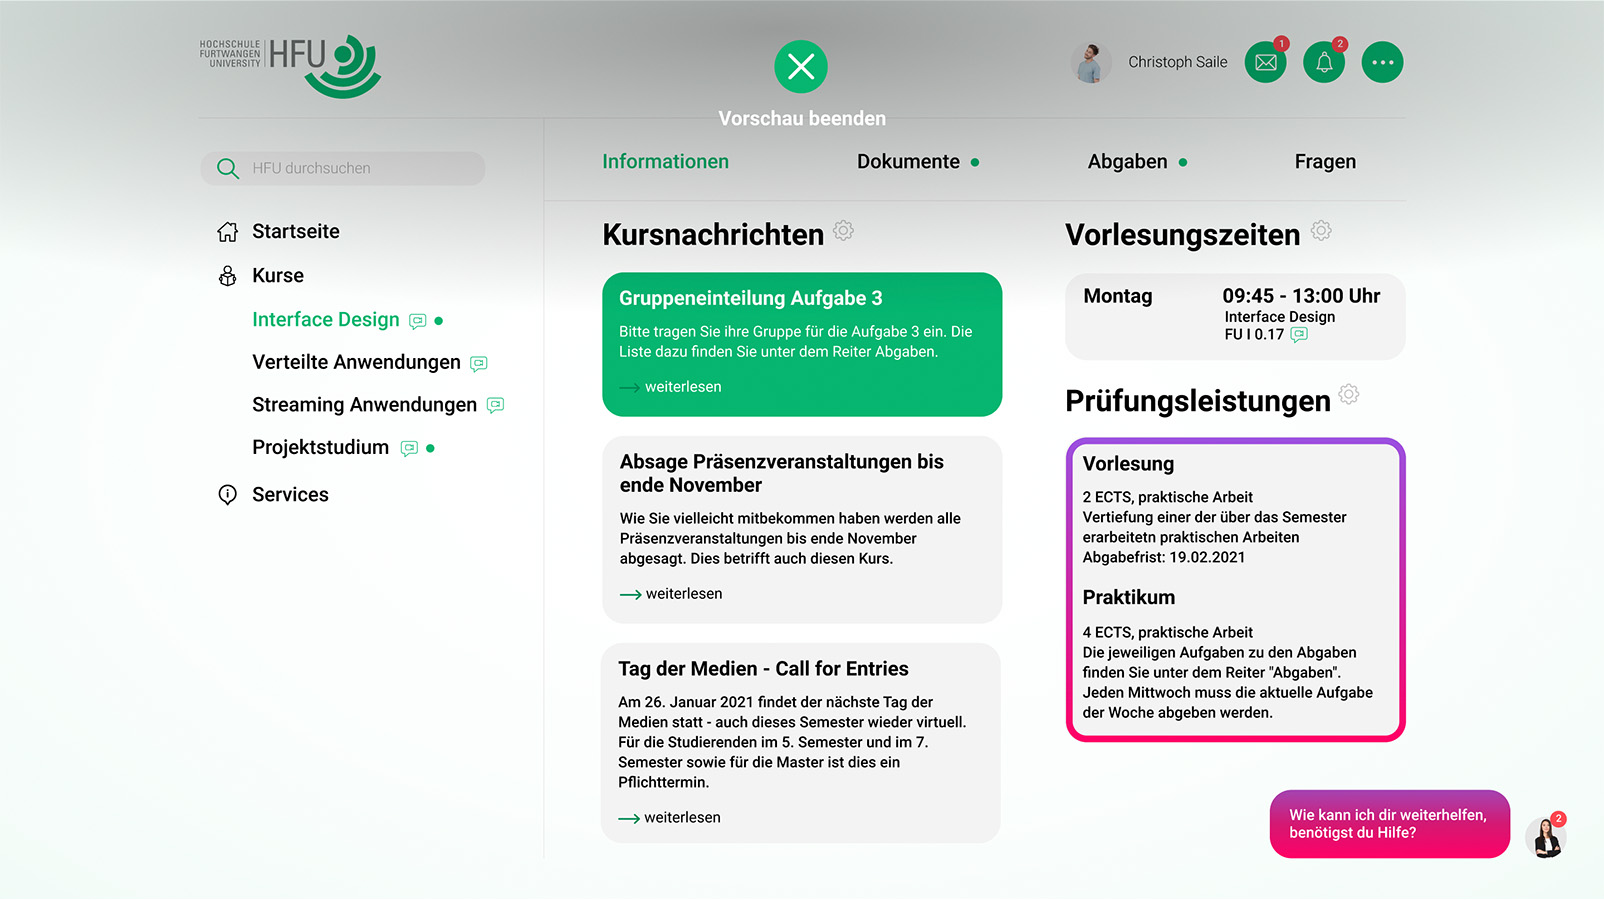 HOCHSCHULE
FURTWANGEN
UNIVERSITY
HFU
Vorschau beenden
Christoph Saile
1
2
HFU durchsuchen
Startseite
Kurse
Interface Design
Verteilte Anwendungen
Streaming Anwendungen
Projektstudium
Services
Informationen
Dokumente
Abgaben
Fragen
Kursnachrichten
Gruppeneinteilung Aufgabe 3
Bitte tragen Sie ihre Gruppe für die Aufgabe 3 ein. Die
Liste dazu finden Sie unter dem Reiter Abgaben.
weiterlesen
Absage Präsenzveranstaltungen bis
ende November
Wie Sie vielleicht mitbekommen haben werden alle
Präsenzveranstaltungen bis ende November
abgesagt. Dies betrifft auch diesen Kurs.
weiterlesen
Tag der Medien - Call for Entries
Am 26. Januar 2021 findet der nächste Tag der
Medien statt - auch dieses Semester wieder virtuell.
Für die Studierenden im 5. Semester und im 7.
Semester sowie für die Master ist dies ein
Pflichttermin.
weiterlesen
Vorlesungszeiten
Montag
09:45 - 13:00 Uhr
Interface Design
FU I 0.17
Prüfungsleistungen
Vorlesung
2 ECTS, praktische Arbeit
Vertiefung einer der über das Semester
erarbeitetn praktischen Arbeiten
Abgabefrist: 19.02.2021
Praktikum
4 ECTS, praktische Arbeit
Die jeweiligen Aufgaben zu den Abgaben
finden Sie unter dem Reiter "Abgaben".
Jeden Mittwoch muss die aktuelle Aufgabe
der Woche abgeben werden.
Wie kann ich dir weiterhelfen,
benötigst du Hilfe?
2